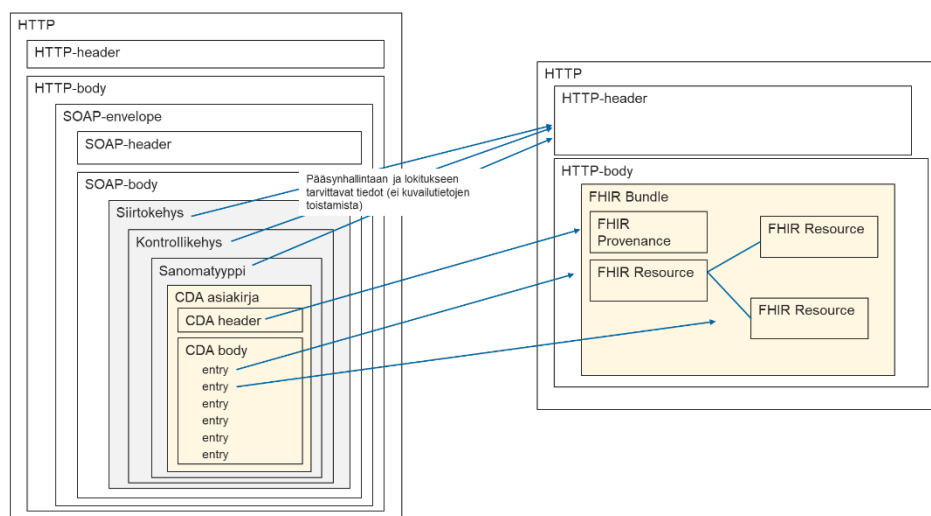 HTTP
HTTP-header
HTTP-body
SOAP-envelope
SOAP-header
SOAP-body
Siirtokehys
Kontrollikehys
Sanomatyyppi
CDA asiakirja
CDA header
CDA body
entry
entry
entry
entry
entry
entry
Pääsynhallintaan ja lokitukseen
tarvittavat tiedot (ei kuvailutietojen
toistamista)
HTTP
HTTP-header
HTTP-body
FHIR Bundle
FHIR
Provenance
FHIR Resource
FHIR Resource
FHIR Resource